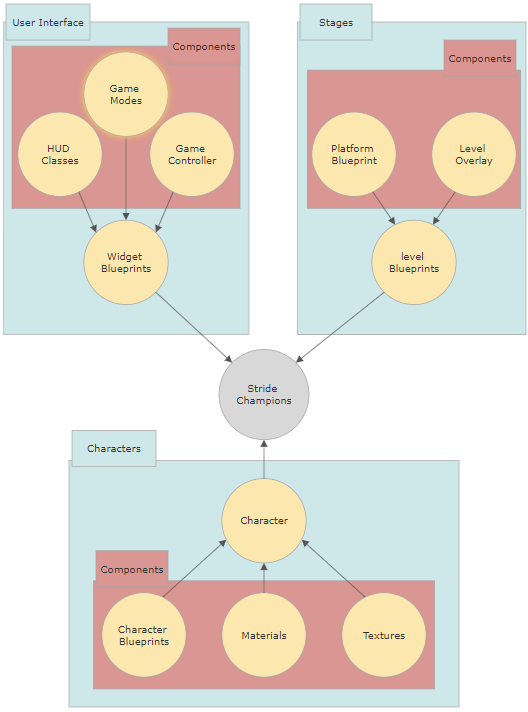 User Interface
Components
Game
Modes
HUD
Classes
Game
Controller
Widget
Blueprints
Stages
Components
Platform
Blueprint
Level
Overlay
level
Blueprints
Stride
Champions
Characters
Character
Components
Character
Blueprints
Materials
Textures